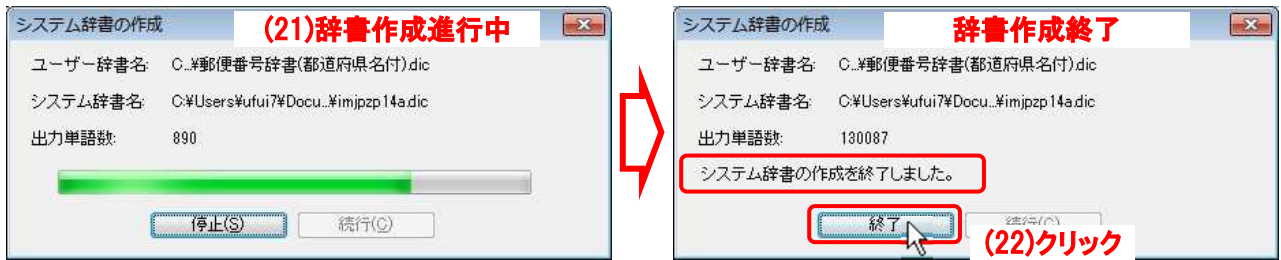 システム辞書の作成
(21)辞書作成進行中
ユーザー辞書名: C...¥郵便番号辞書(都道府県名付).dic
システム辞書名: C:¥Users¥ufui7¥Docu...¥imjpzp14a.dic
出力単語数: 890
停止(S)
続行(C)
システム辞書の作成
辞書作成終了
ユーザー辞書名: C...¥郵便番号辞書(都道府県名付).dic
システム辞書名: C:¥Users¥ufui7¥Docu...¥imjpzp14a.dic
出力単語数: 130087
システム辞書の作成を終了しました。
終了
続行(C)
(22)クリック